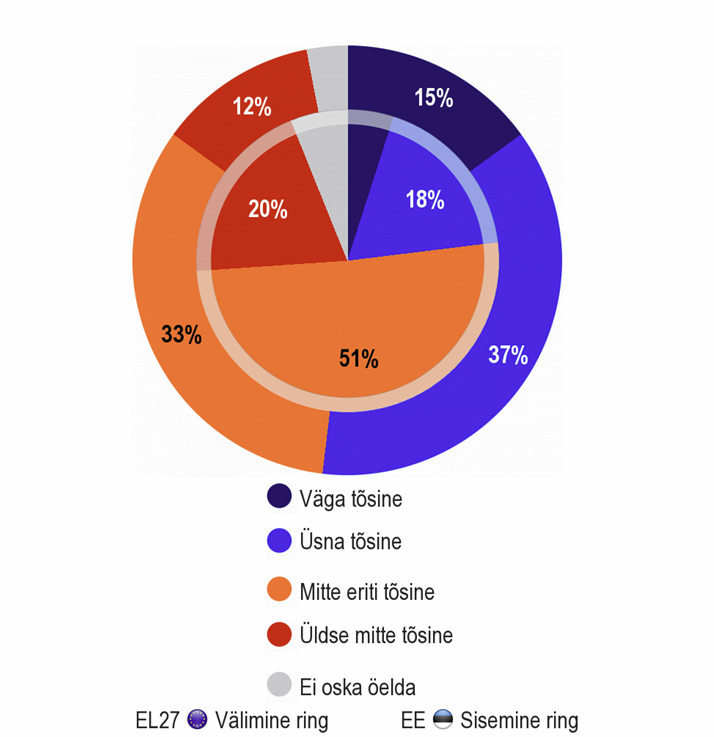 15%
12%
18%
20%
33%
51%
37%
Väga tõsine
Üsna tõsine
Mitte eriti tõsine
Üldse mitte tõsine
Ei oska öelda
EL27 Välimine ring EE Sisemine ring